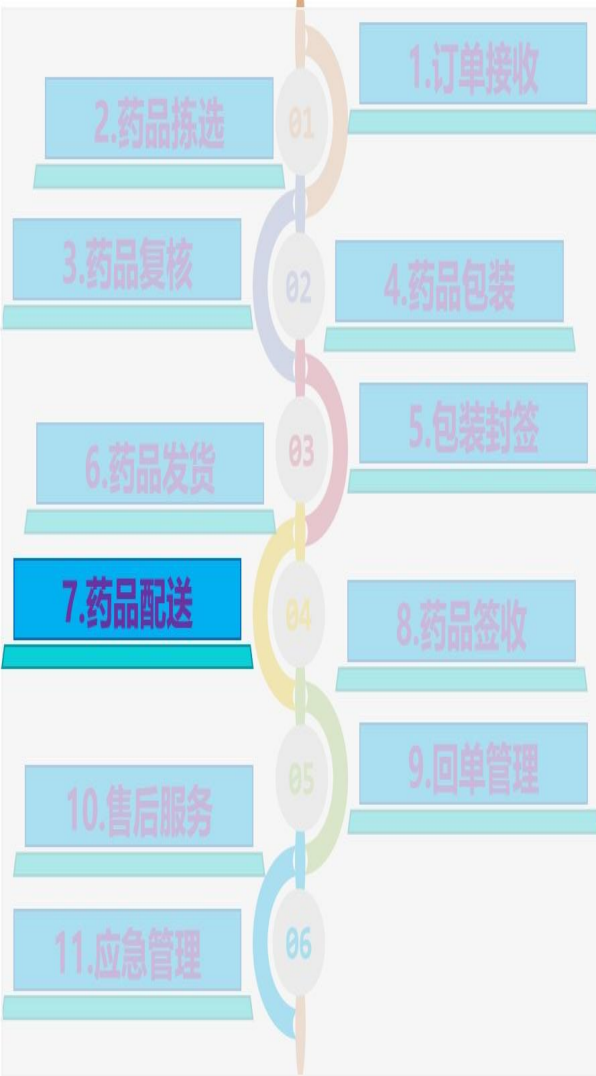 1.订单接收
2.药品拣选
01
3.药品复核
02
4.药品包装
5.包装封签
6.药品发货
03
7.药品配送
04
8.药品签收
9.回单管理
05
10.售后服务
11.应急管理
06